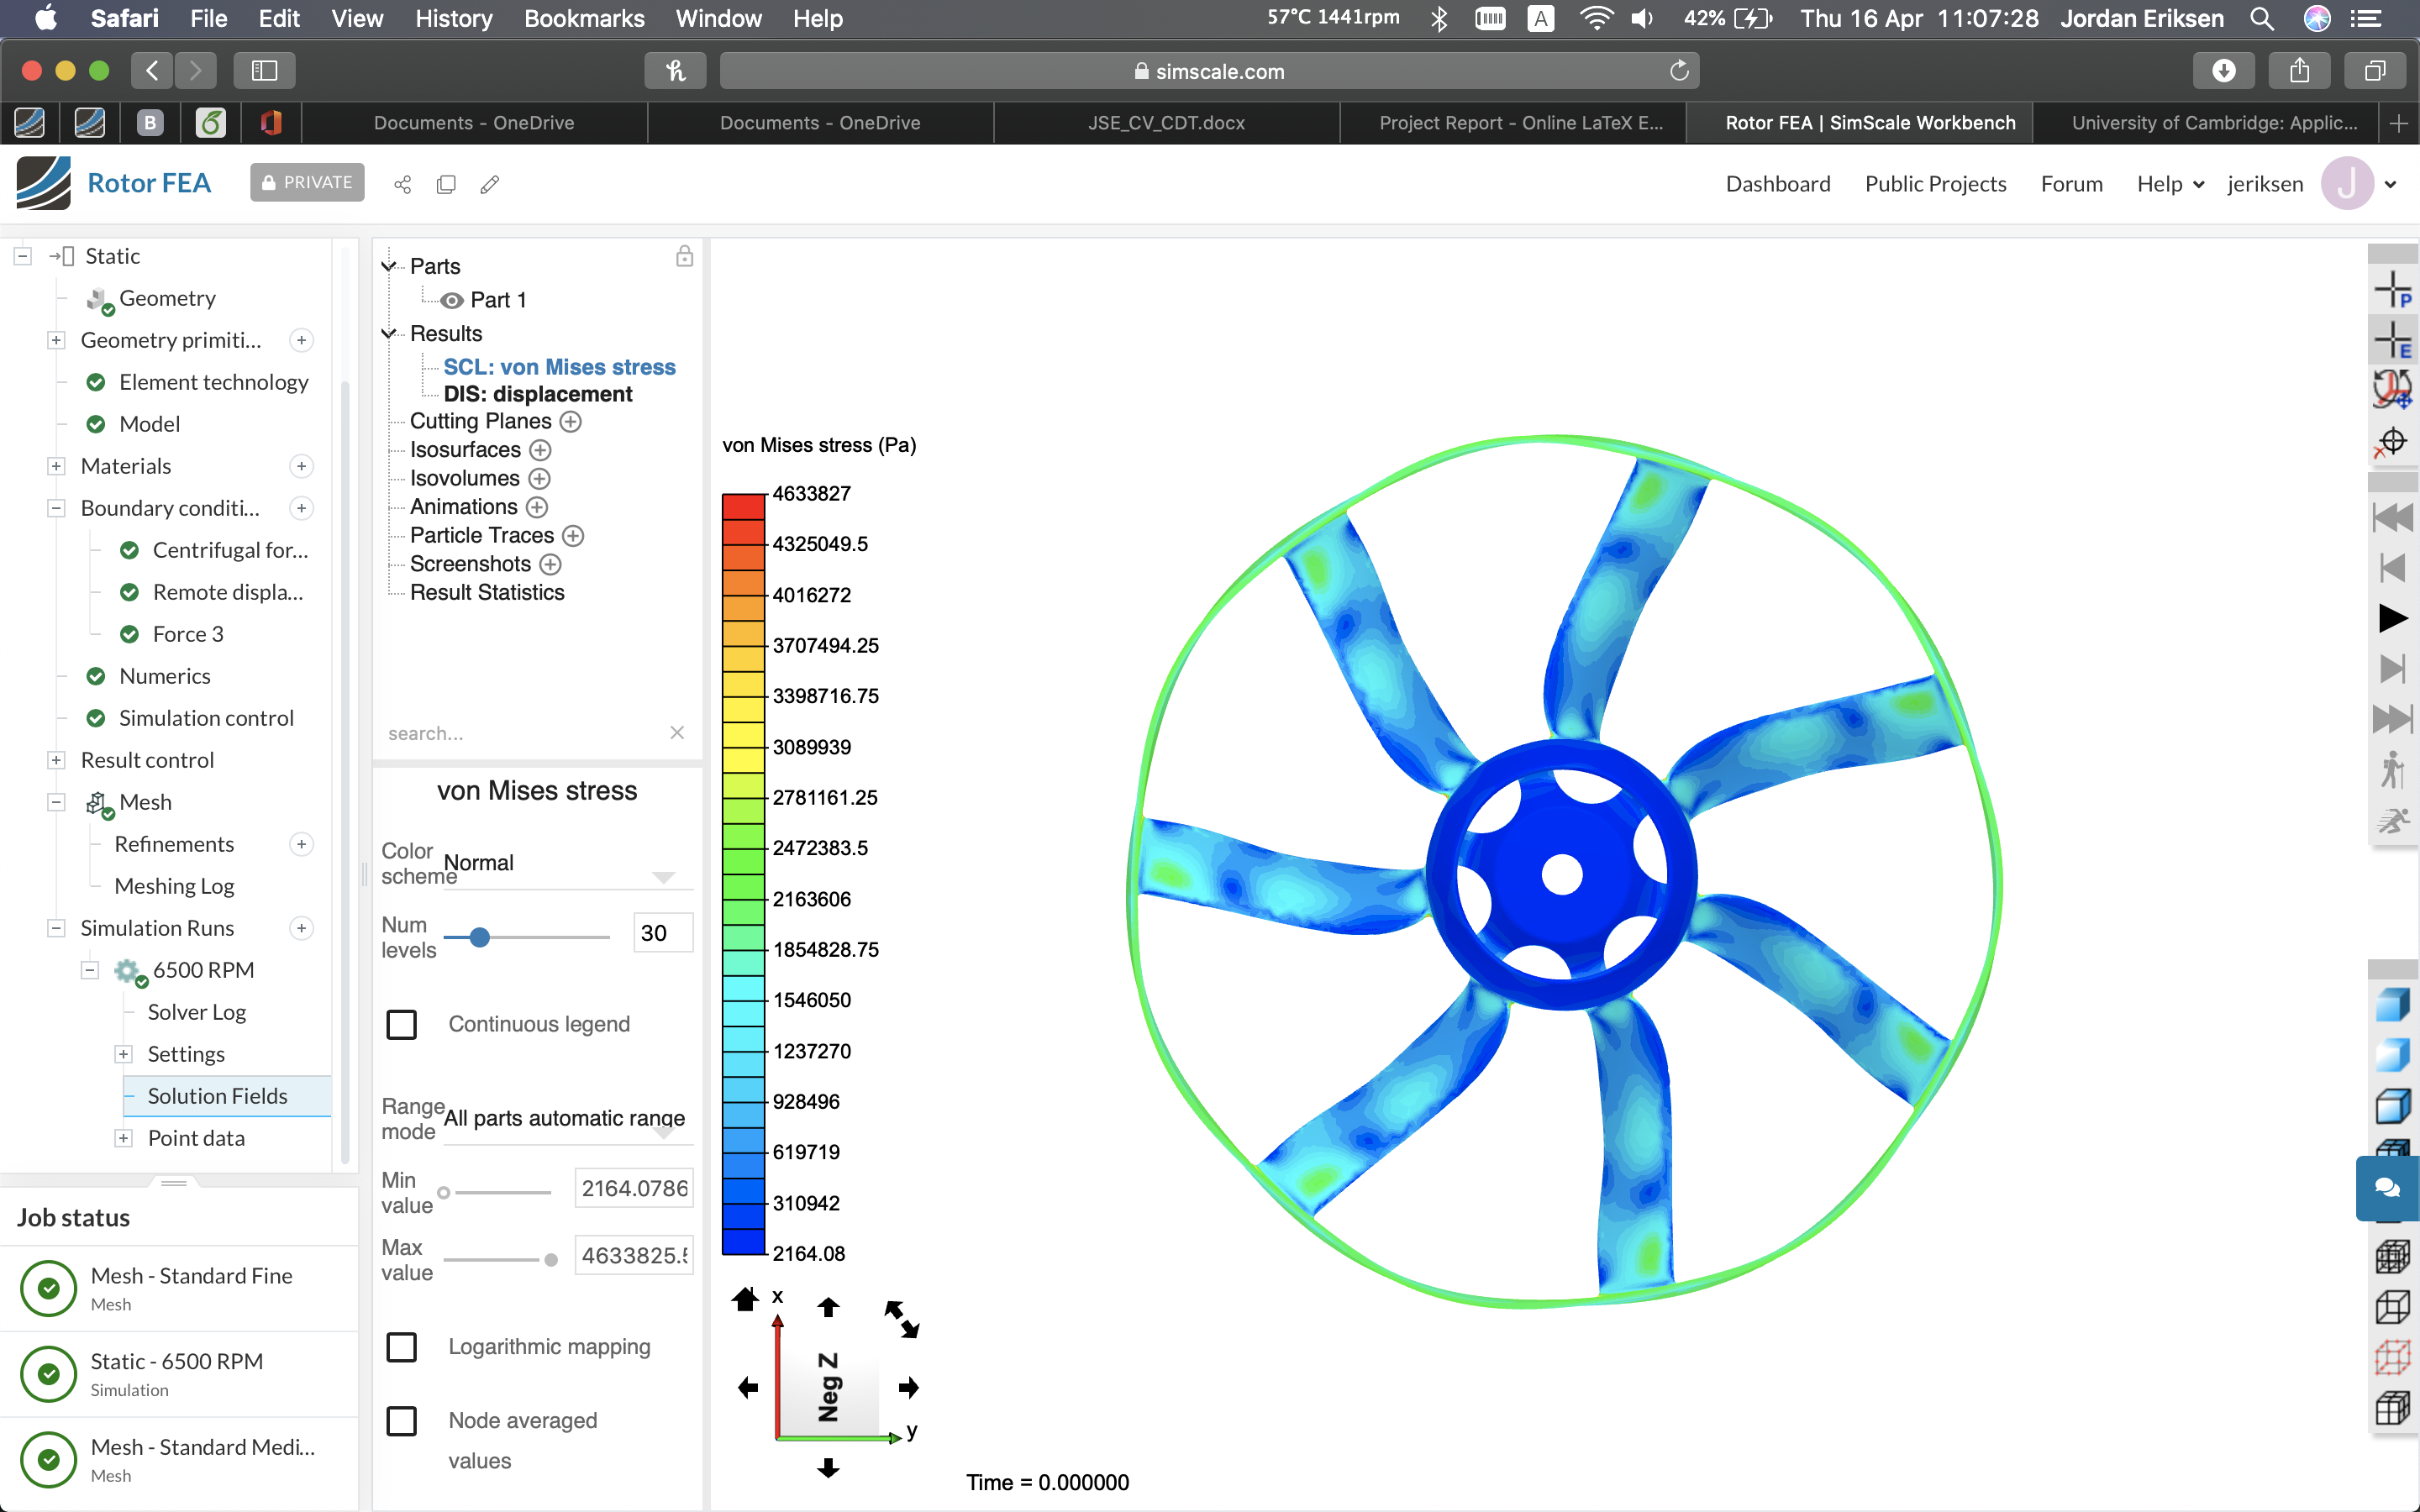 Safari File Edit View History Bookmarks Window Help 57°C 1441rpm A 42% Thu 16 Apr 11:07:28 Jordan Eriksen
simscale.com
B Documents - OneDrive Documents - OneDrive JSE_CV_CDT.docx Project Report - Online LaTeX E... Rotor FEA | SimScale Workbench University of Cambridge: Applic...
Rotor FEA PRIVATE Dashboard Public Projects Forum Help jeriksen J
Static
Geometry
Geometry primiti...
Element technology
Model
Materials
Boundary conditi...
Centrifugal for...
Remote displa...
Force 3
Numerics
Simulation control
Result control
Mesh
Refinements
Meshing Log
Simulation Runs
6500 RPM
Solver Log
Settings
Solution Fields
Point data
Job status
Mesh - Standard Fine
Mesh
Static - 6500 RPM
Simulation
Mesh - Standard Medi...
Mesh
Parts
Part 1
Results
SCL: von Mises stress
DIS: displacement
Cutting Planes
Isosurfaces
Isovolumes
Animations
Particle Traces
Screenshots
Result Statistics
search...
von Mises stress
Color scheme Normal
Num levels 30
Continuous legend
Range mode All parts automatic range
Min value 2164.0786
Max value 4633825.5
Logarithmic mapping
Node averaged
values
von Mises stress (Pa)
4633827
4325049.5
4016272
3707494.25
3398716.75
3089939
2781161.25
2472383.5
2163606
1854828.75
1546050
1237270
928496
619719
310942
2164.08
x
Neg Z
y
Time = 0.000000
P
E